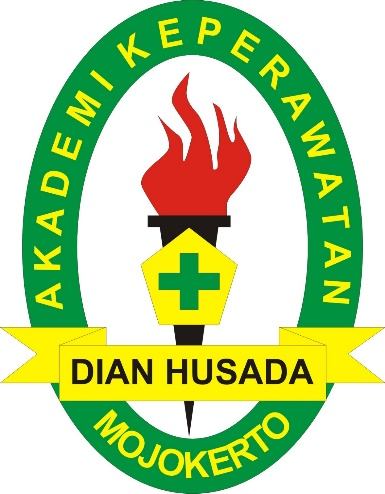 AKADEMI KEPERAWATAN
DIAN HUSADA
MOJOKERTO